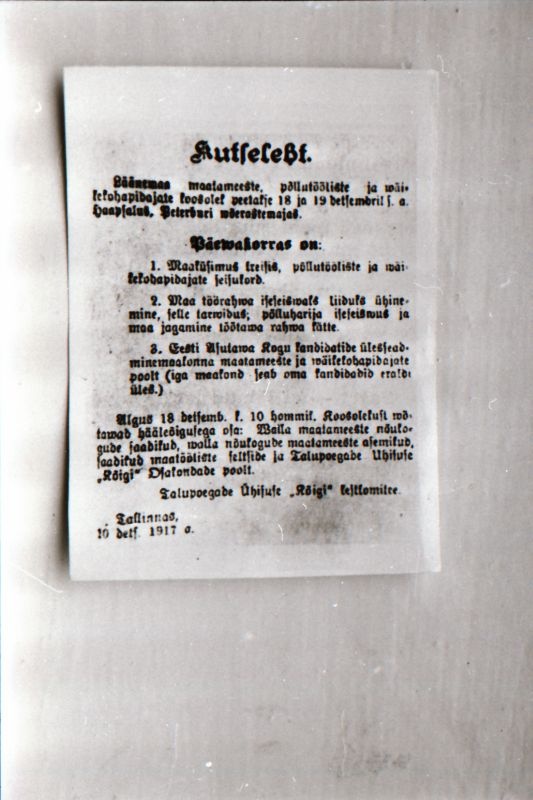 Kutseleht.
Läänemaa maatameeste, põllutööliste ja wäi-
kekohapidajate koosolek peetakse 18 ja 19 detsembril s. a.
Haapsalus, Peterburi wõerastemajas.
Päewakorras on:
1. Maaküsimus kreisis, põllutööliste ja wäi-
kekohapidajate seisukord.
2. Maa töörahwa iseseiswaks liiduks ühine-
mine, selle tarwidus; põlluharija iseseiswus ja
maa jagamine töötawa rahwa kätte.
3. Eesti Asutawa Kogu kandidatide ülessead-
minemaakonna maatameeste ja wäikekohapidajate
poolt (iga maakond seab oma kandidadid eraldi
üles.)
Algus 18 detsemb. k. 10 hommik. Koosolekust wõ-
tawad hääleõigusega osa: Walla maatameeste nõuko-
gude saadikud, walla nõukogude maatameeste asemikud,
saadikud maatööliste seltside ja Talupoegade Ühisuse
„Kõigi“ Osakondade poolt.
Talupoegade Ühisuse „Kõigi“ keskkomitee.
Tallinnas,
10 dets. 1917 a.